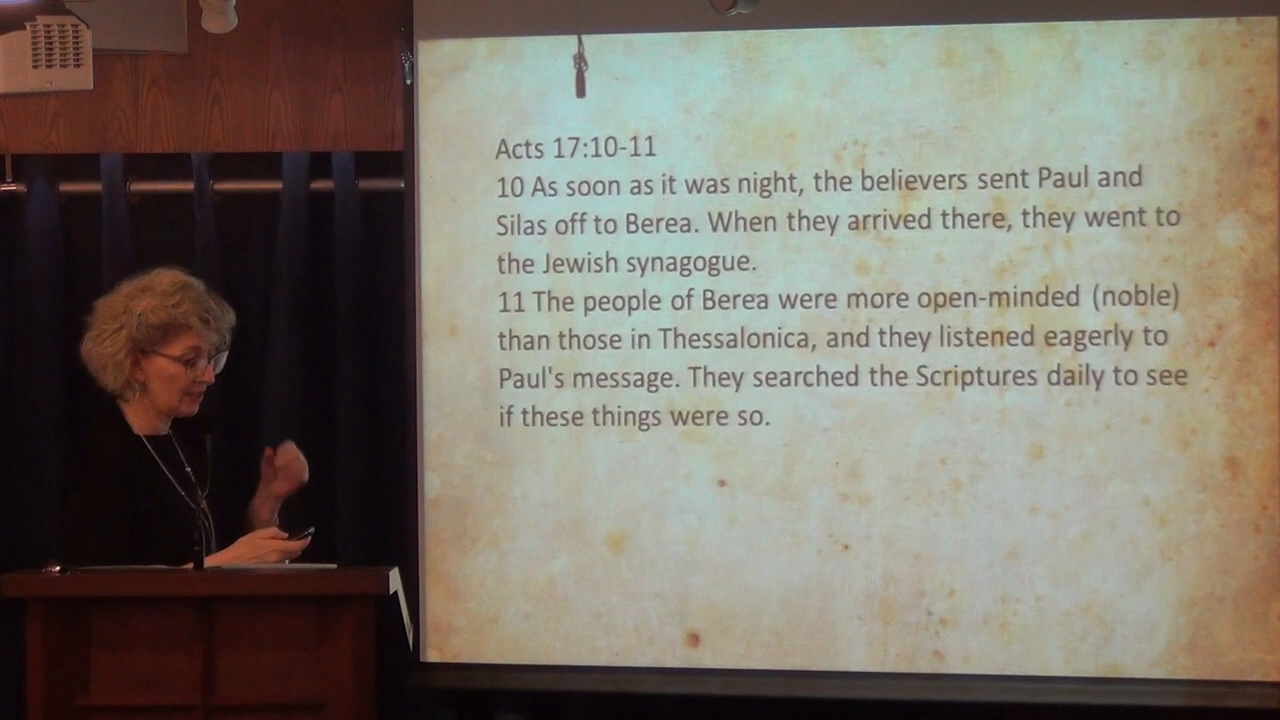 Acts 17:10-11
10 As soon as it was night, the believers sent Paul and
Silas off to Berea. When they arrived there, they went to
the Jewish synagogue.
11 The people of Berea were more open-minded (noble)
than those in Thessalonica, and they listened eagerly to
Paul's message. They searched the Scriptures daily to see
if these things were so.